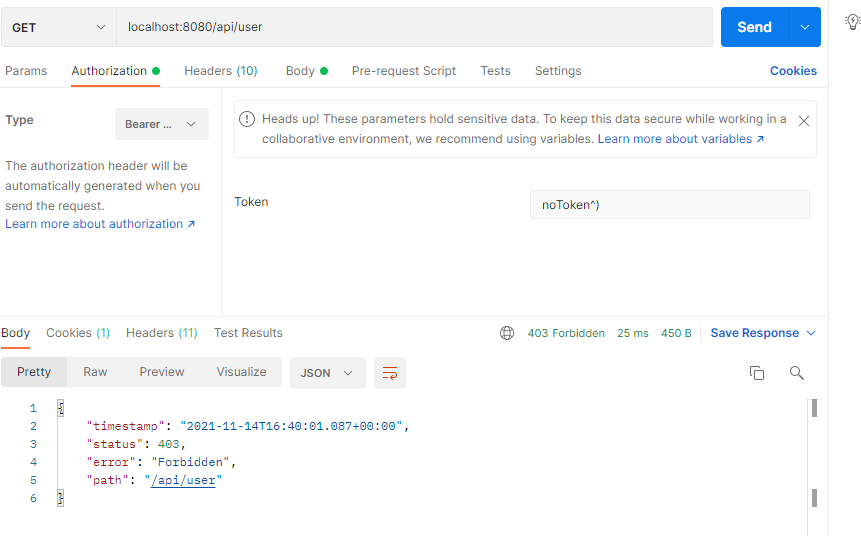 GET
localhost:8080/api/user
Send
Params
Authorization
Headers (10)
Body
Pre-request Script
Tests
Settings
Cookies
Type
Bearer ...
The authorization header will be
automatically generated when you
send the request.
Learn more about authorization ↗
Heads up! These parameters hold sensitive data. To keep this data secure while working in a
collaborative environment, we recommend using variables. Learn more about variables ↗
Token
noToken^)
Body
Cookies (1)
Headers (11)
Test Results
403 Forbidden
25 ms
450 B
Save Response
Pretty
Raw
Preview
Visualize
JSON
1 {
2 "timestamp": "2021-11-14T16:40:01.087+00:00",
3 "status": 403,
4 "error": "Forbidden",
5 "path": "/api/user"
6 }